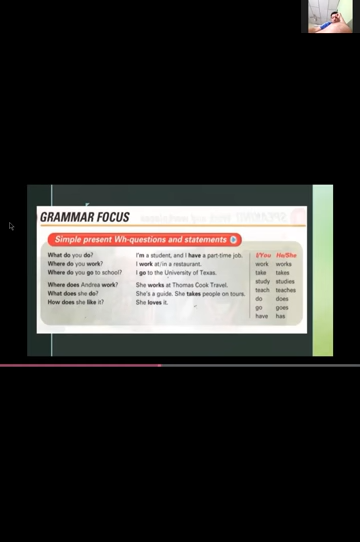 GRAMMAR FOCUS
Simple present Wh-questions and statements
What do you do? I'm a student, and I have a part-time job.
Where do you work? I work at/in a restaurant.
Where do you go to school? I go to the University of Texas.
Where does Andrea work? She works at Thomas Cook Travel.
What does she do? She's a guide. She takes people on tours.
How does she like it? She loves it.
I/You He/She
work works
take takes
study studies
teach teaches
do does
go goes
have has